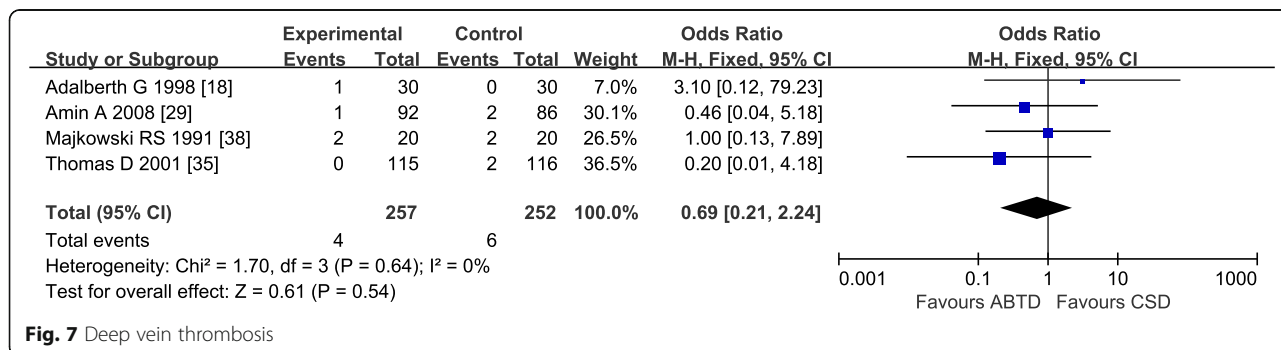 Experimental Control Odds Ratio Odds Ratio
Study or Subgroup Events Total Events Total Weight M-H, Fixed, 95% CI M-H, Fixed, 95% CI
Adalberth G 1998 [18] 1 30 0 30 7.0% 3.10 [0.12, 79.23]
Amin A 2008 [29] 1 92 2 86 30.1% 0.46 [0.04, 5.18]
Majkowski RS 1991 [38] 2 20 2 20 26.5% 1.00 [0.13, 7.89]
Thomas D 2001 [35] 0 115 2 116 36.5% 0.20 [0.01, 4.18]
Total (95% CI) 257 252 100.0% 0.69 [0.21, 2.24]
Total events 4 6
Heterogeneity: Chi² = 1.70, df = 3 (P = 0.64); I² = 0%
Test for overall effect: Z = 0.61 (P = 0.54)
0.001 0.1 1 10 1000
Favours ABTD Favours CSD
Fig. 7 Deep vein thrombosis